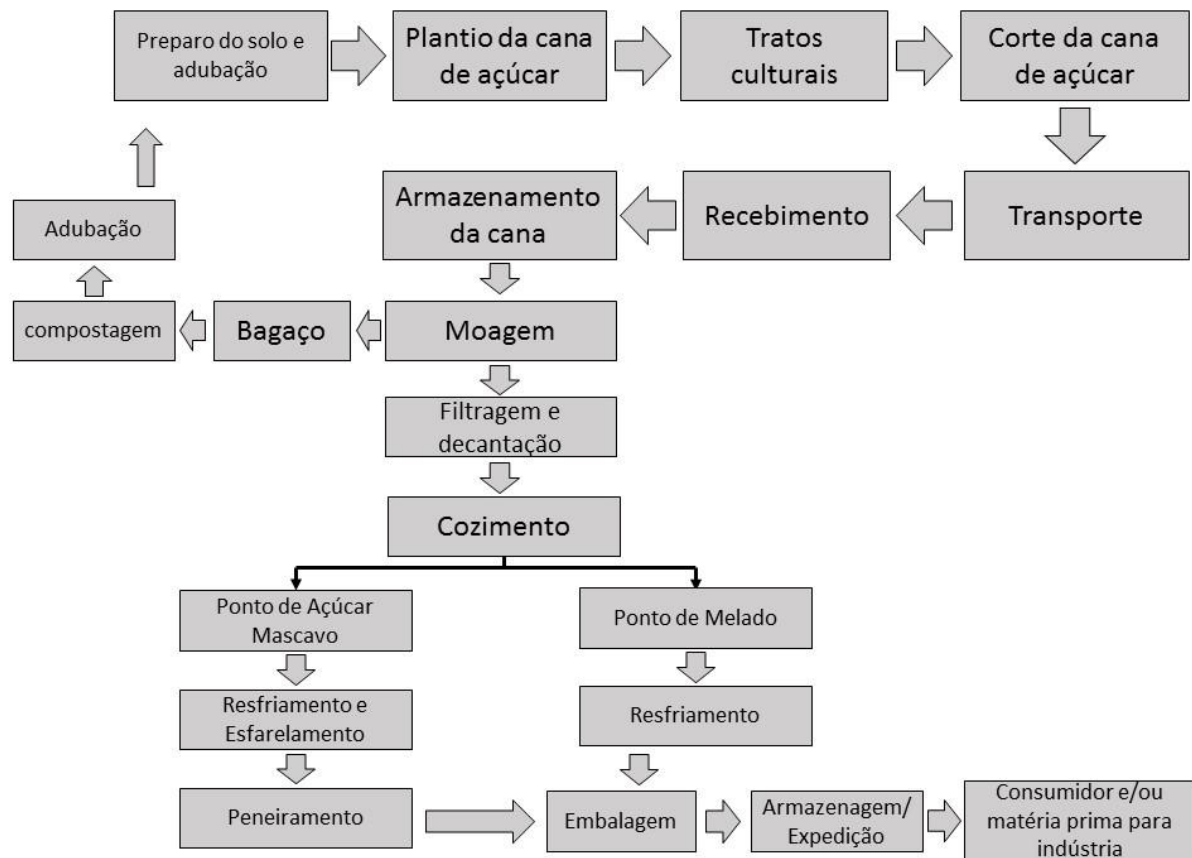 Preparo do solo e
adubação
Plantio da cana
de açúcar
Tratos
culturais
Corte da cana
de açúcar
Armazenamento
da cana
Recebimento
Transporte
Adubação
compostagem
Bagaço
Moagem
Filtragem e
decantação
Cozimento
Ponto de Açúcar
Mascavo
Ponto de Melado
Resfriamento e
Esfarelamento
Resfriamento
Peneiramento
Embalagem
Armazenagem/
Expedição
Consumidor e/ou
matéria prima para
indústria